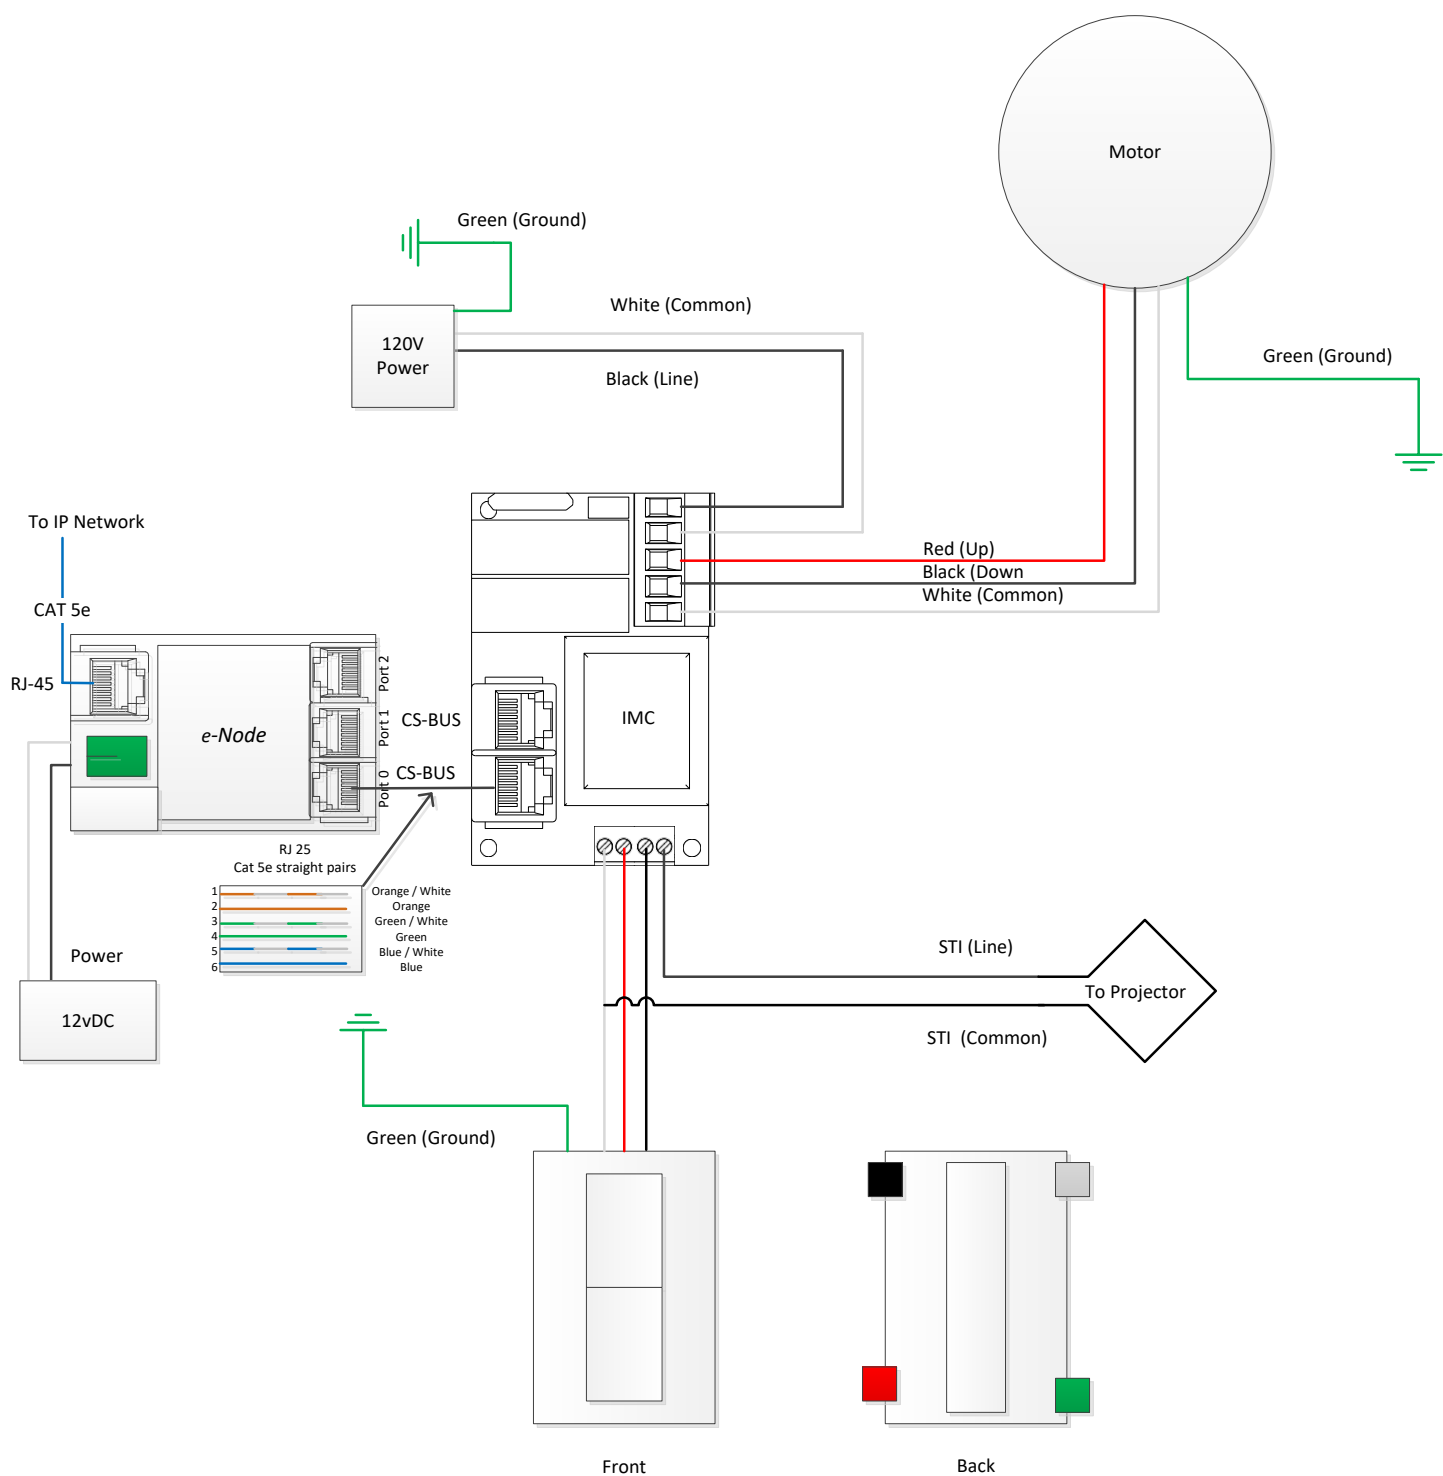 Motor
Green (Ground)
White (Common)
120V
Power
Black (Line)
Green (Ground)
To IP Network
CAT 5e
RJ-45
Red (Up)
Black (Down
White (Common)
e-Node
Port 2
Port 1
Port 0
CS-BUS
CS-BUS
IMC
RJ 25
Cat 5e straight pairs
1 Orange / White
2 Orange
3 Green / White
4 Green
5 Blue / White
6 Blue
Power
12vDC
STI (Line)
To Projector
STI (Common)
Green (Ground)
Front
Back